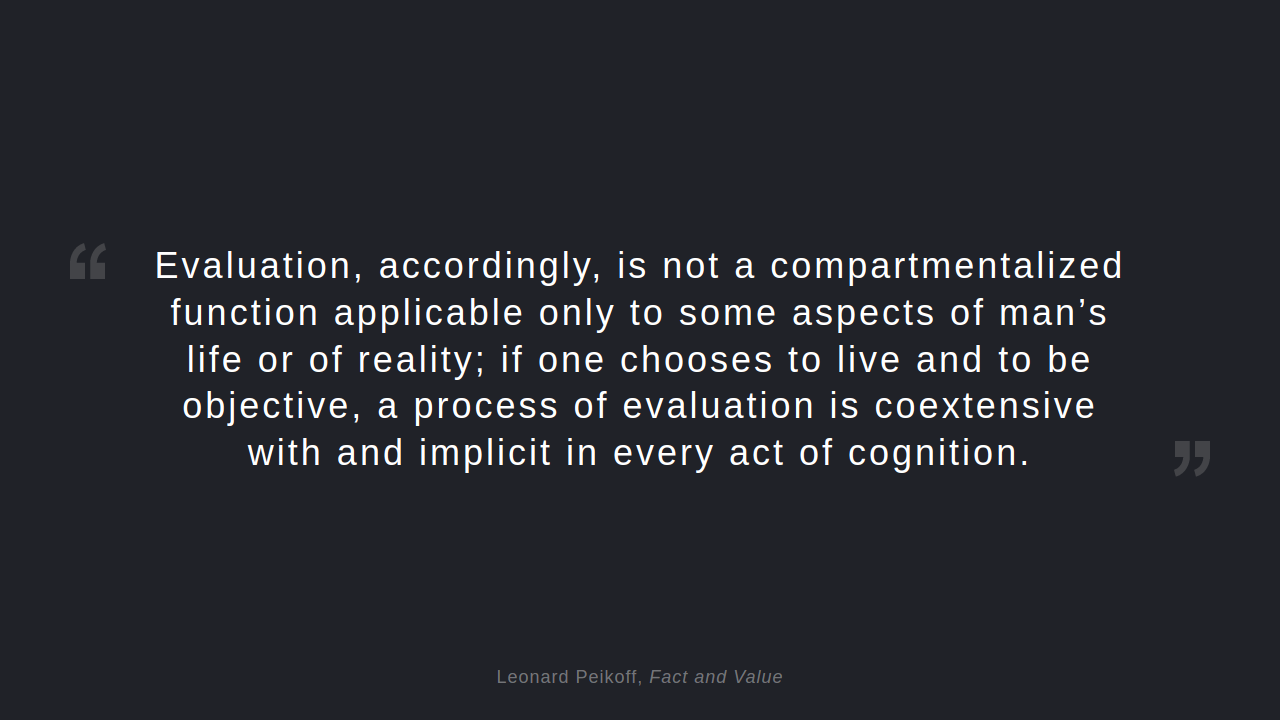 “ Evaluation, accordingly, is not a compartmentalized
function applicable only to some aspects of man’s
life or of reality; if one chooses to live and to be
objective, a process of evaluation is coextensive
with and implicit in every act of cognition. ”
Leonard Peikoff, Fact and Value